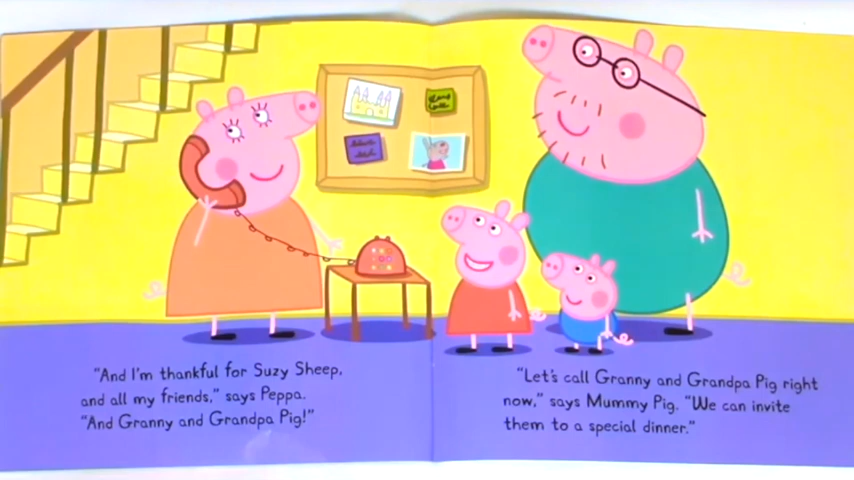 "And I'm thankful for Suzy Sheep,
and all my friends," says Peppa.
"And Granny and Grandpa Pig!"
"Let's call Granny and Grandpa Pig right
now," says Mummy Pig. "We can invite
them to a special dinner."